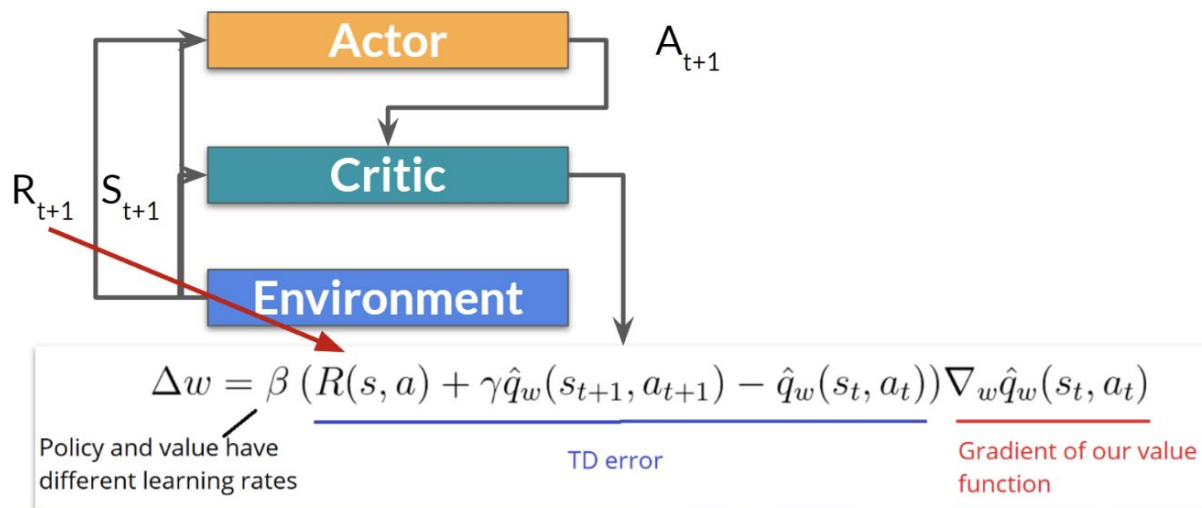 Actor
A_{t+1}
Critic
R_{t+1} S_{t+1}
Environment
Δw = β (R(s, a) + γq̂_w(s_{t+1}, a_{t+1}) − q̂_w(s_t, a_t))∇_w q̂_w(s_t, a_t)
Policy and value have
different learning rates
TD error
Gradient of our value
function